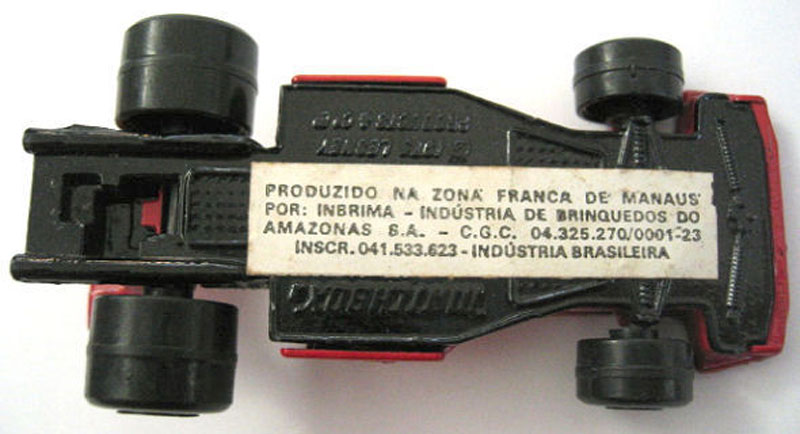 PRODUZIDO NA ZONA FRANCA DE MANAUS
POR: INBRIMA - INDÚSTRIA DE BRINQUEDOS DO
AMAZONAS S.A. - C.G.C. 04.325.270/0001-23
INSCR. 041.533.623 - INDÚSTRIA BRASILEIRA
MATCHBOX